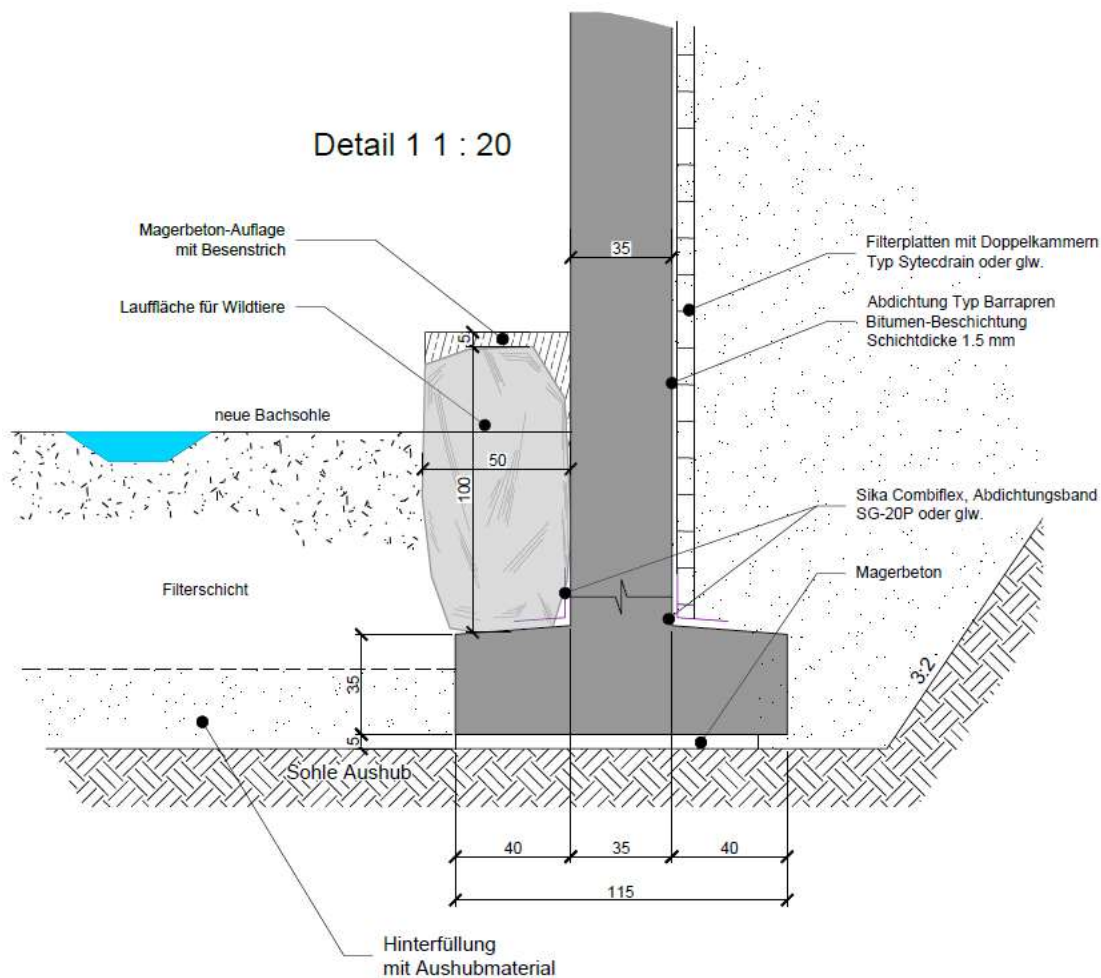 Detail 1 1 : 20
Magerbeton-Auflage
mit Besenstrich
Lauffläche für Wildtiere
35
Filterplatten mit Doppelkammern
Typ Sytecdrain oder glw.
Abdichtung Typ Barrapren
Bitumen-Beschichtung
Schichtdicke 1.5 mm
5
neue Bachsohle
50
100
Sika Combiflex, Abdichtungsband
SG-20P oder glw.
Magerbeton
Filterschicht
35
5
3:2
Sohle Aushub
40
35
40
115
Hinterfüllung
mit Aushubmaterial